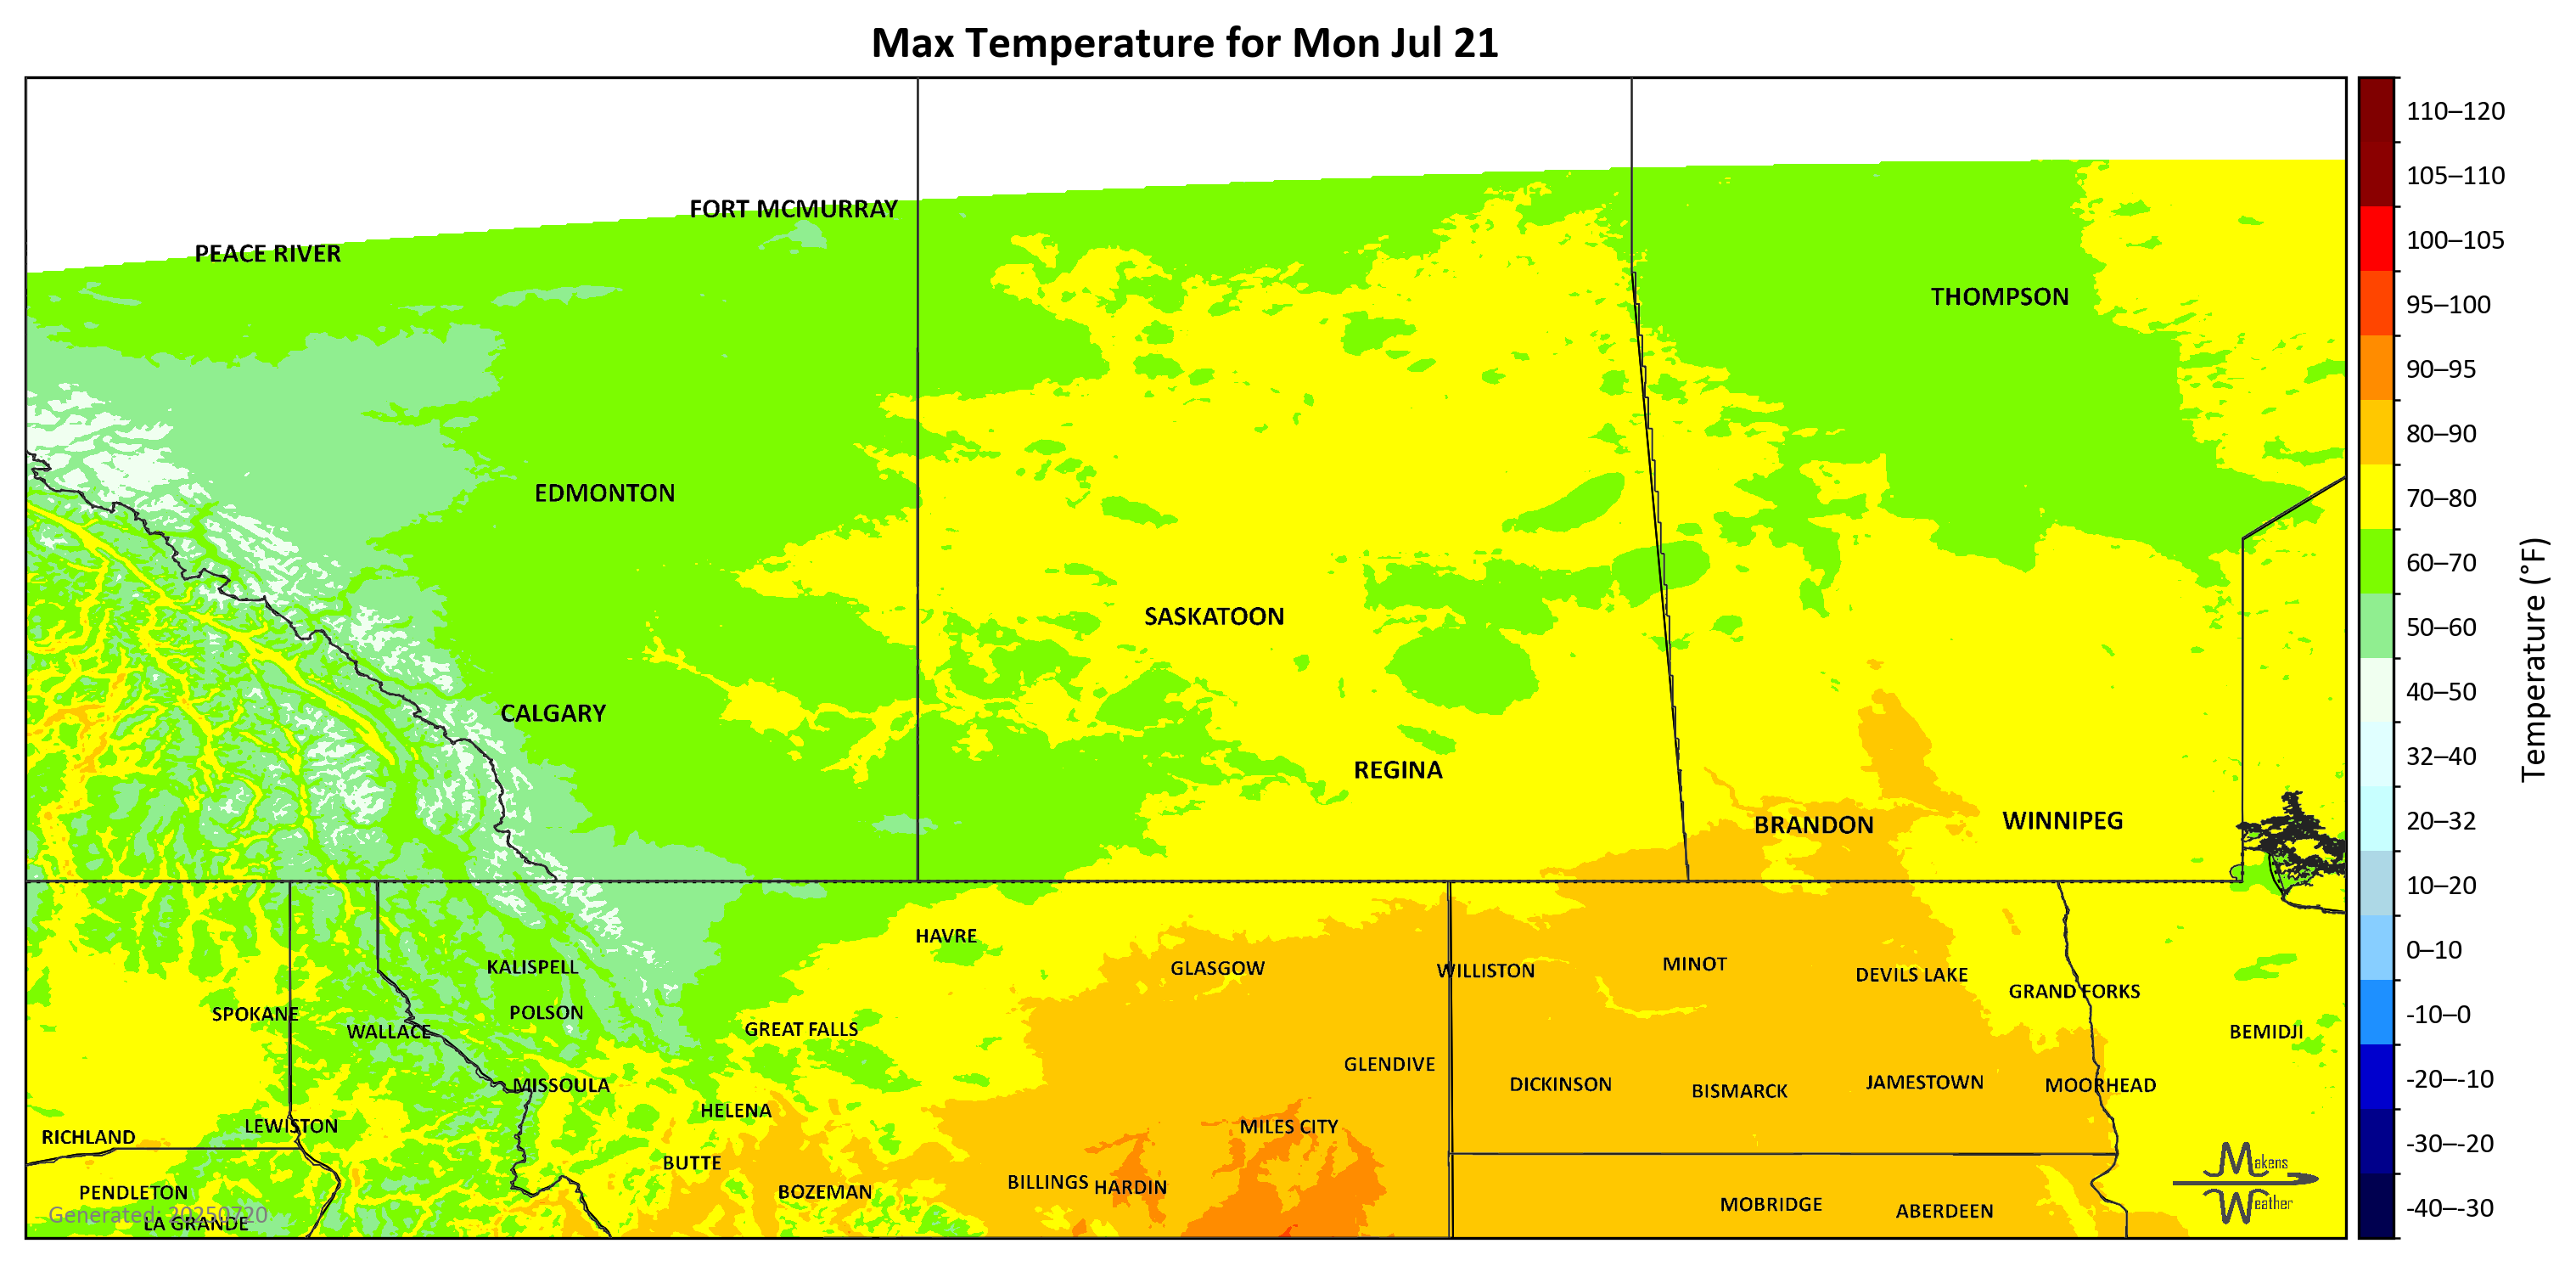 Max Temperature for Mon Jul 21
110–120
105–110
FORT MCMURRAY
100–105
PEACE RIVER
THOMPSON
95–100
90–95
80–90
EDMONTON
70–80
60–70
Temperature (°F)
SASKATOON
50–60
40–50
CALGARY
REGINA
32–40
BRANDON
WINNIPEG
20–32
10–20
HAVRE
0–10
KALISPELL
GLASGOW
WILLISTON
MINOT
DEVILS LAKE
GRAND FORKS
SPOKANE
POLSON
-10–0
WALLACE
GREAT FALLS
BEMIDJI
GLENDIVE
MISSOULA
DICKINSON
BISMARCK
JAMESTOWN
MOORHEAD
-20–-10
HELENA
RICHLAND
LEWISTON
MILES CITY
-30–-20
BUTTE
Makens
Weather
PENDLETON
BOZEMAN
BILLINGS
HARDIN
MOBRIDGE
ABERDEEN
-40–-30
Generated: 20250720
LA GRANDE